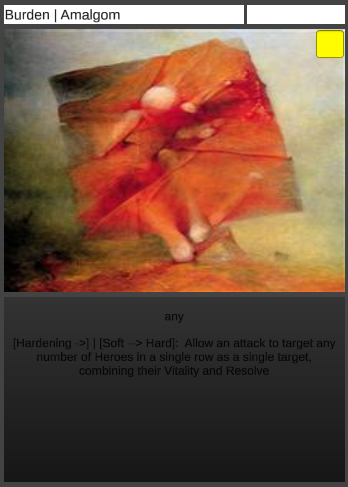 Burden | Amalgom
any
[Hardening ->] | [Soft --> Hard]:  Allow an attack to target any
number of Heroes in a single row as a single target,
combining their Vitality and Resolve